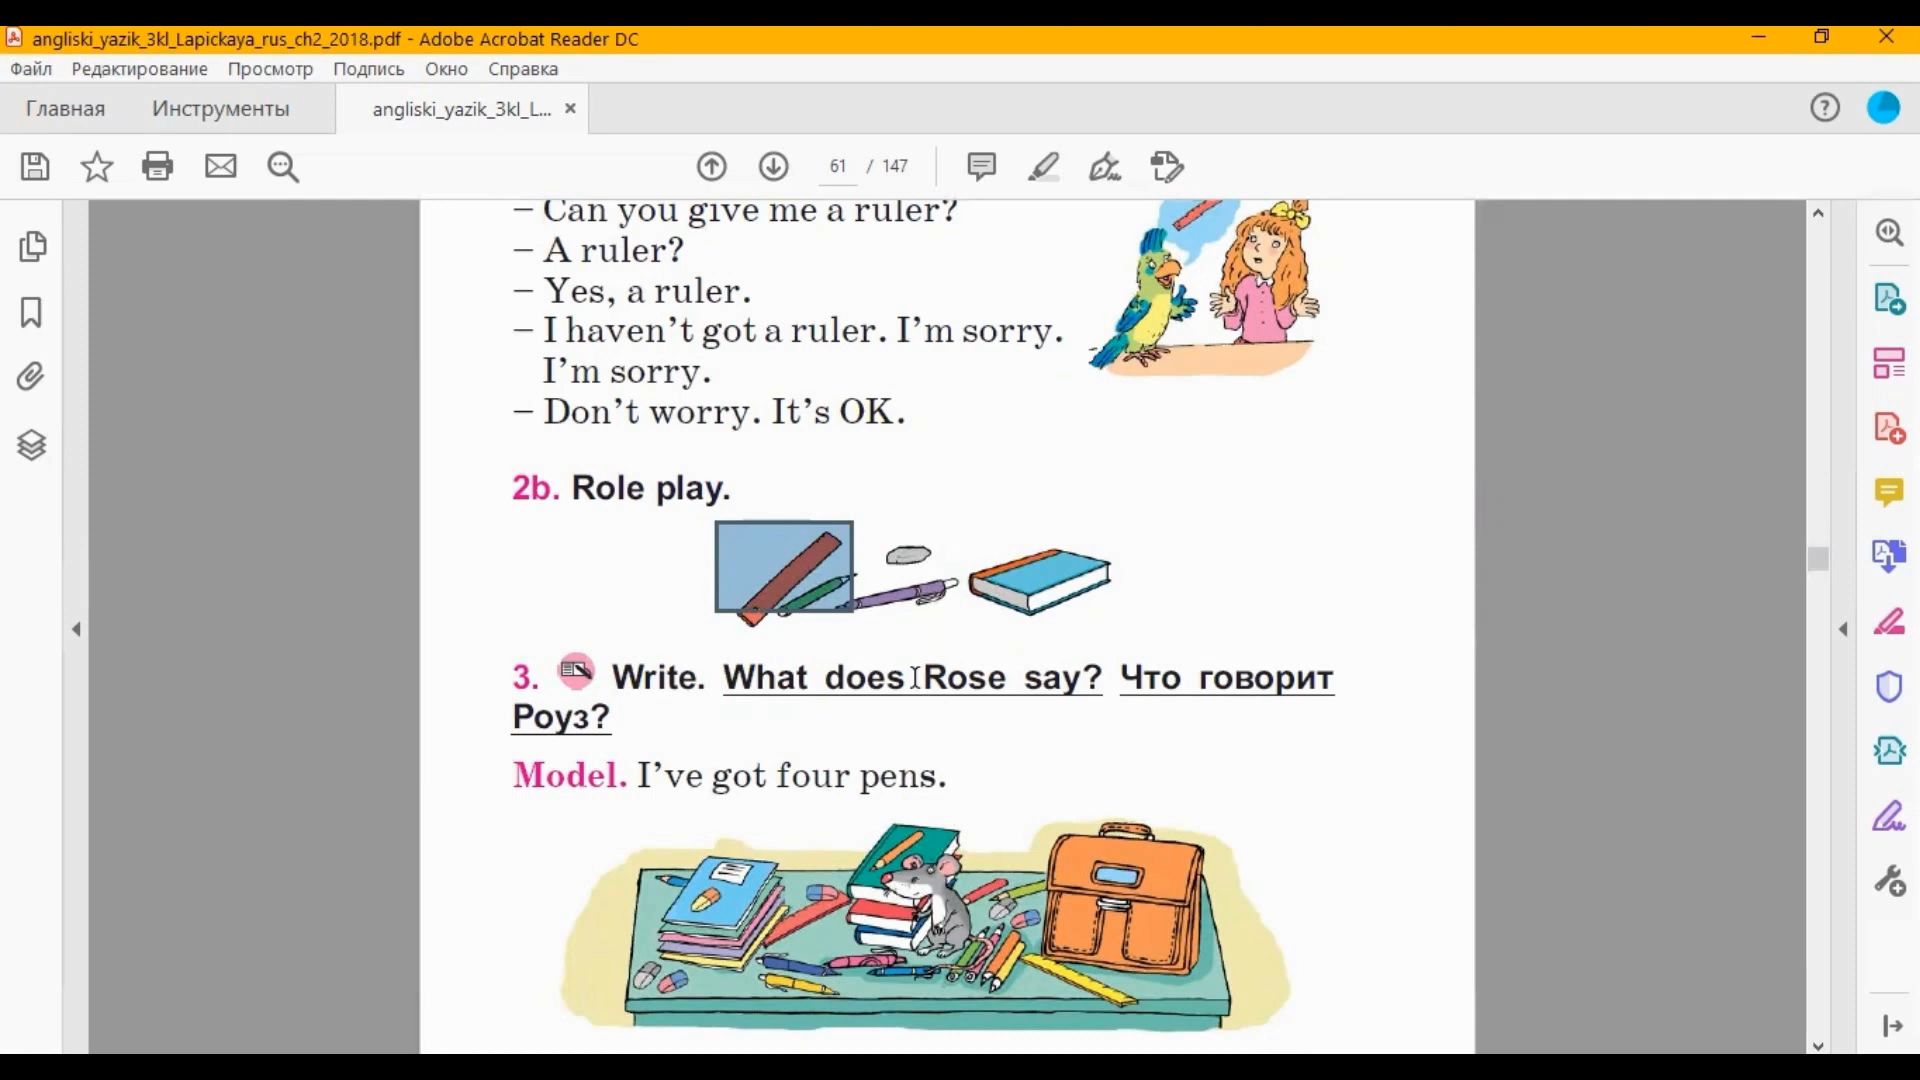 angliski_yazik_3kl_Lapickaya_rus_ch2_2018.pdf - Adobe Acrobat Reader DC
Файл Редактирование Просмотр Подпись Окно Справка
Главная Инструменты angliski_yazik_3kl_L... ×
61 / 147
– Can you give me a ruler?
– A ruler?
– Yes, a ruler.
– I haven't got a ruler. I'm sorry.
I'm sorry.
– Don't worry. It's OK.
2b. Role play.
3. Write. What does Rose say? Что говорит
Роуз?
Model. I've got four pens.